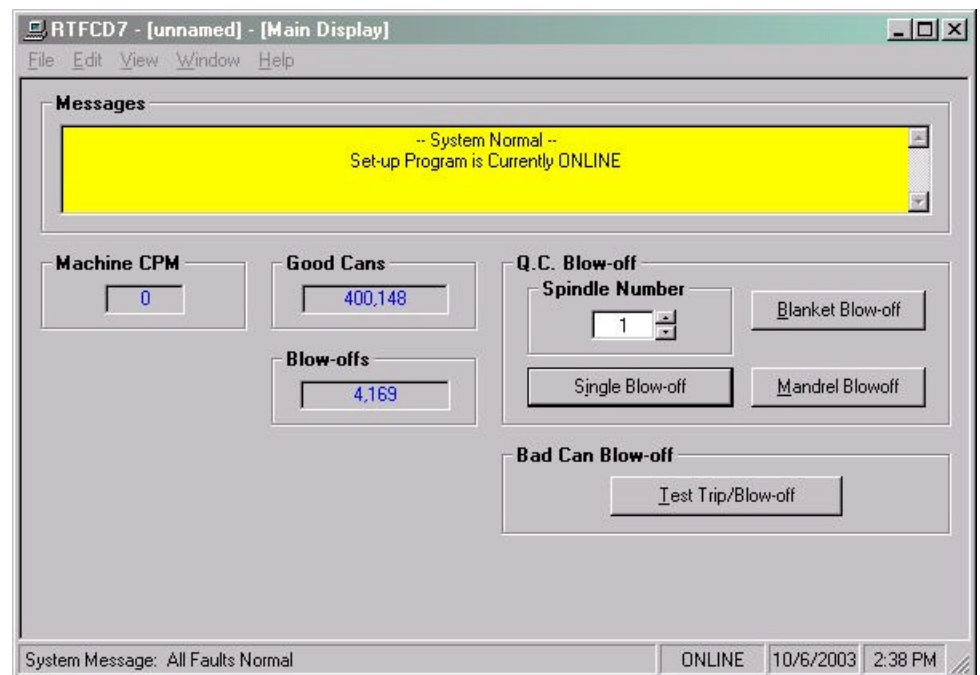 RTFCD7 - [unnamed] - [Main Display]
File Edit View Window Help
Messages
-- System Normal --
Set-up Program is Currently ONLINE
Machine CPM
0
Good Cans
400,148
Blow-offs
4,169
Q.C. Blow-off
Spindle Number
1
Blanket Blow-off
Single Blow-off
Mandrel Blowoff
Bad Can Blow-off
Test Trip/Blow-off
System Message: All Faults Normal
ONLINE
10/6/2003
2:38 PM